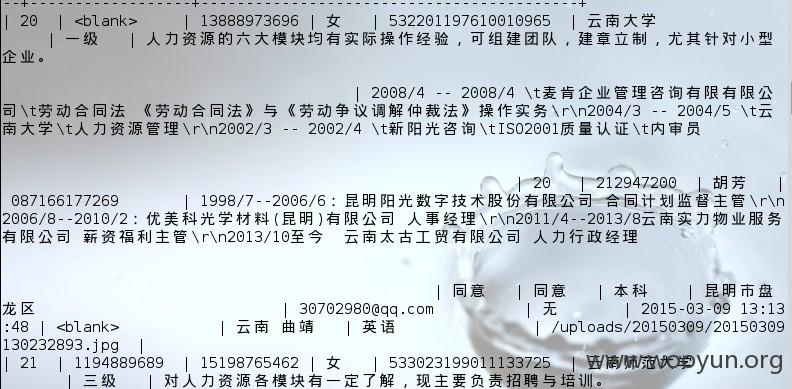 --+------------------+-----------------------------------+
| 20 | <blank> | 13888973696 | 女 | 532201197610010965 | 云南大学
| 一级 | 人力资源的六大模块均有实际操作经验，可组建团队，建章立制，尤其针对小型
企业。
| 2008/4 -- 2008/4 \t麦肯企业管理咨询有限有限公
司\t劳动合同法 《劳动合同法》与《劳动争议调解仲裁法》操作实务\r\n2004/3 -- 2004/5 \t云
南大学\t人力资源管理\r\n2002/3 -- 2002/4 \t新阳光咨询\tISO2001质量认证\t内审员
| 20 | 212947200 | 胡芳 |
087166177269 | 1998/7--2006/6：昆明阳光数字技术股份有限公司 合同计划监督主管\r\n
2006/8--2010/2：优美科光学材料(昆明)有限公司 人事经理\r\n2011/4--2013/8云南实力物业服务
有限公司 薪资福利主管\r\n2013/10至今 云南太古工贸有限公司 人力行政经理
| 同意 | 同意 | 本科 | 昆明市盘
龙区 | 30702980@qq.com | 无 | 2015-03-09 13:13
:48 | <blank> | 云南 曲靖 | 英语 | /uploads/20150309/20150309
130232893.jpg |
| 21 | 1194889689 | 15198765462 | 女 | 533023199011133725 | 云南师范大学
| 三级 | 对人力资源各模块有一定了解，现主要负责招聘与培训。
www.wooyun.org